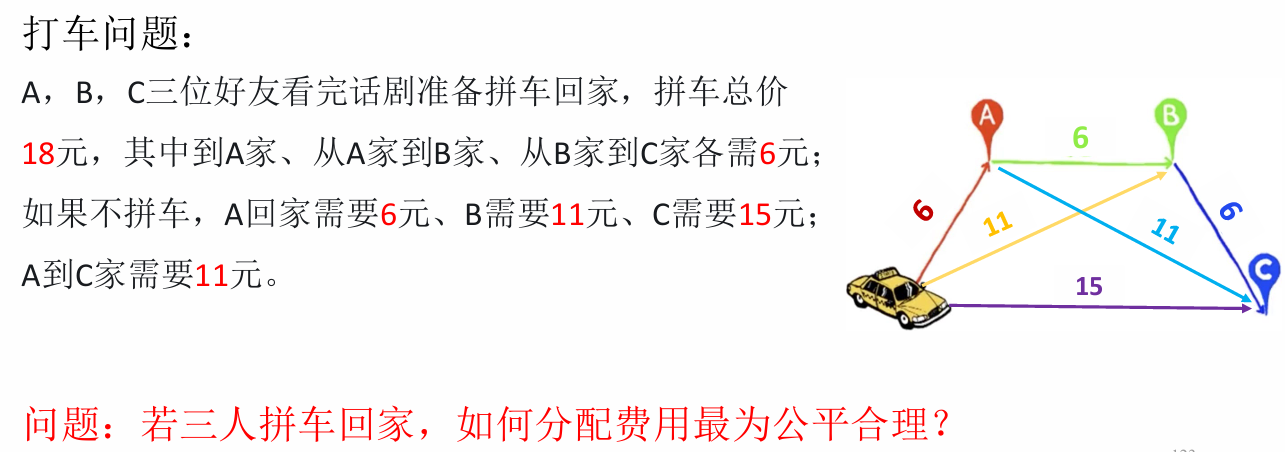 打车问题：
A，B，C三位好友看完话剧准备拼车回家，拼车总价
18元，其中到A家、从A家到B家、从B家到C家各需6元；
如果不拼车，A回家需要6元、B需要11元、C需要15元；
A到C家需要11元。
A
B
6
6
11
11
6
C
15
问题：若三人拼车回家，如何分配费用最为公平合理？